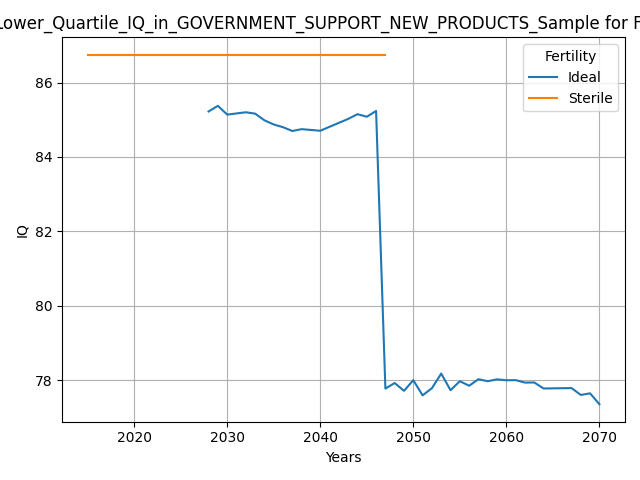 Lower_Quartile_IQ_in_GOVERNMENT_SUPPORT_NEW_PRODUCTS_Sample for F
Fertility
Ideal
Sterile
86
84
82
80
78
IQ
2020 2030 2040 2050 2060 2070
Years